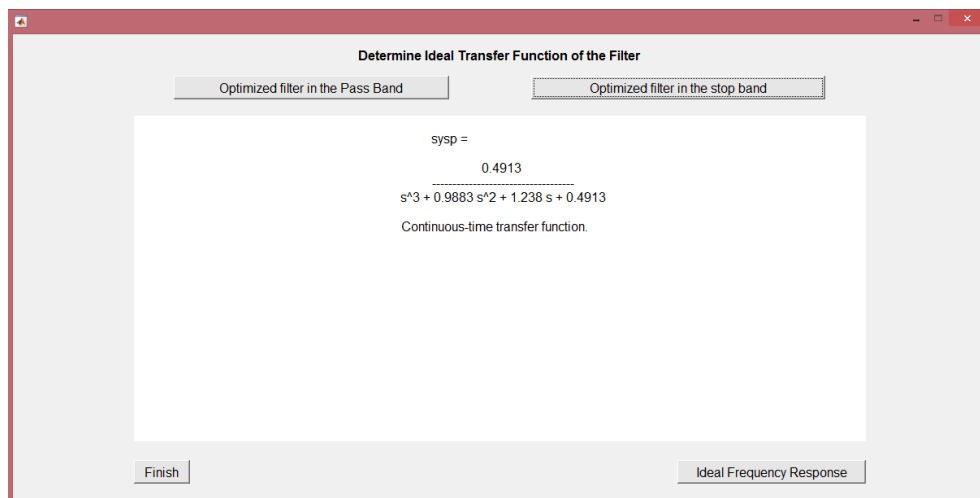 Determine Ideal Transfer Function of the Filter
Optimized filter in the Pass Band
Optimized filter in the stop band
sysp =
0.4913
-----------------------------------
s^3 + 0.9883 s^2 + 1.238 s + 0.4913
Continuous-time transfer function.
Finish
Ideal Frequency Response